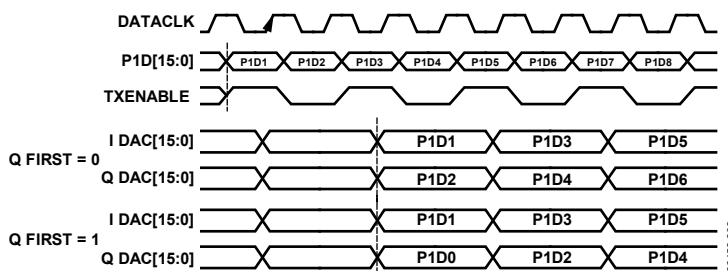 DATACLK
P1D[15:0] P1D1 P1D2 P1D3 P1D4 P1D5 P1D6 P1D7 P1D8
TXENABLE
Q FIRST = 0
I DAC[15:0] P1D1 P1D3 P1D5
Q DAC[15:0] P1D2 P1D4 P1D6
Q FIRST = 1
I DAC[15:0] P1D1 P1D3 P1D5
Q DAC[15:0] P1D0 P1D2 P1D4